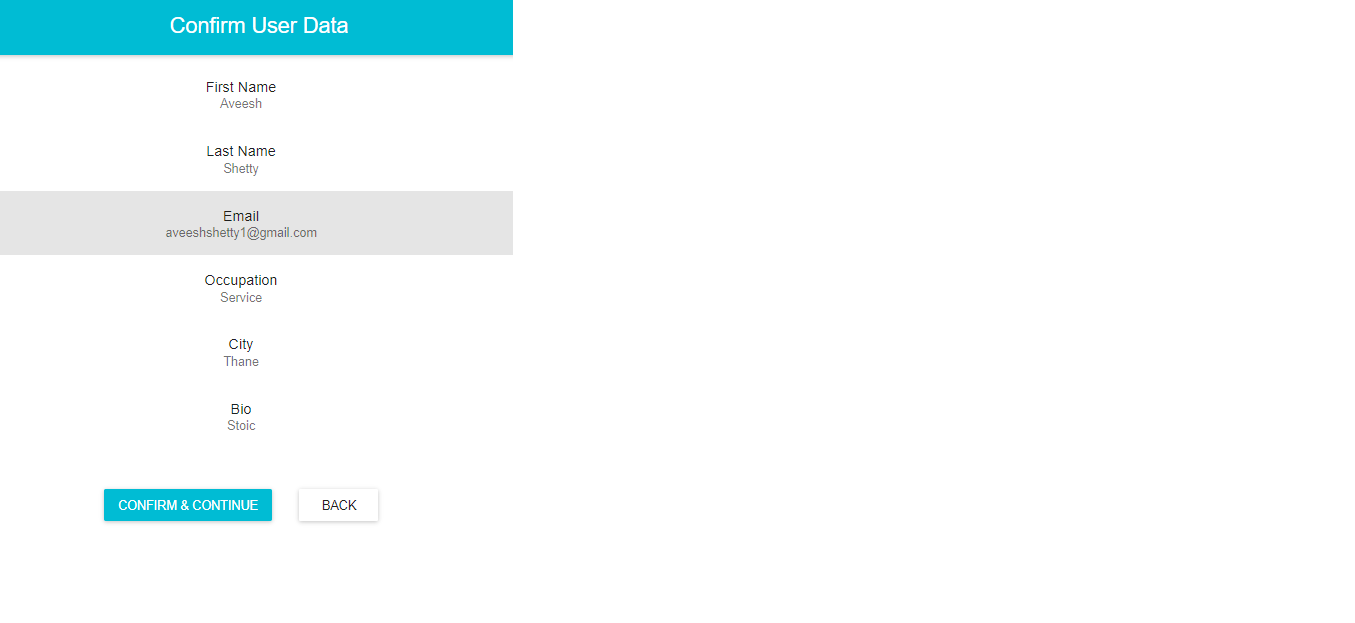 Confirm User Data
First Name
Aveesh
Last Name
Shetty
Email
aveeshshetty1@gmail.com
Occupation
Service
City
Thane
Bio
Stoic
CONFIRM & CONTINUE BACK